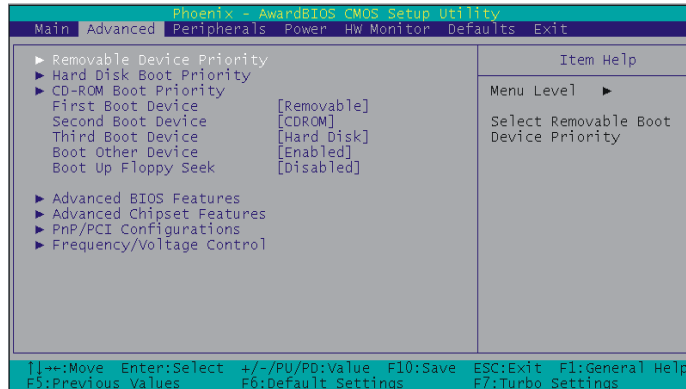 Phoenix - AwardBIOS CMOS Setup Utility
Main Advanced Peripherals Power HW Monitor Defaults Exit
► Removable Device Priority
► Hard Disk Boot Priority
► CD-ROM Boot Priority
First Boot Device [Removable]
Second Boot Device [CDROM]
Third Boot Device [Hard Disk]
Boot Other Device [Enabled]
Boot Up Floppy Seek [Disabled]
► Advanced BIOS Features
► Advanced Chipset Features
► PnP/PCI Configurations
► Frequency/Voltage Control
Item Help
Menu Level ►
Select Removable Boot
Device Priority
↑↓→←:Move Enter:Select +/-/PU/PD:Value F10:Save ESC:Exit F1:General Help
F5:Previous Values F6:Default Settings F7:Turbo Settings